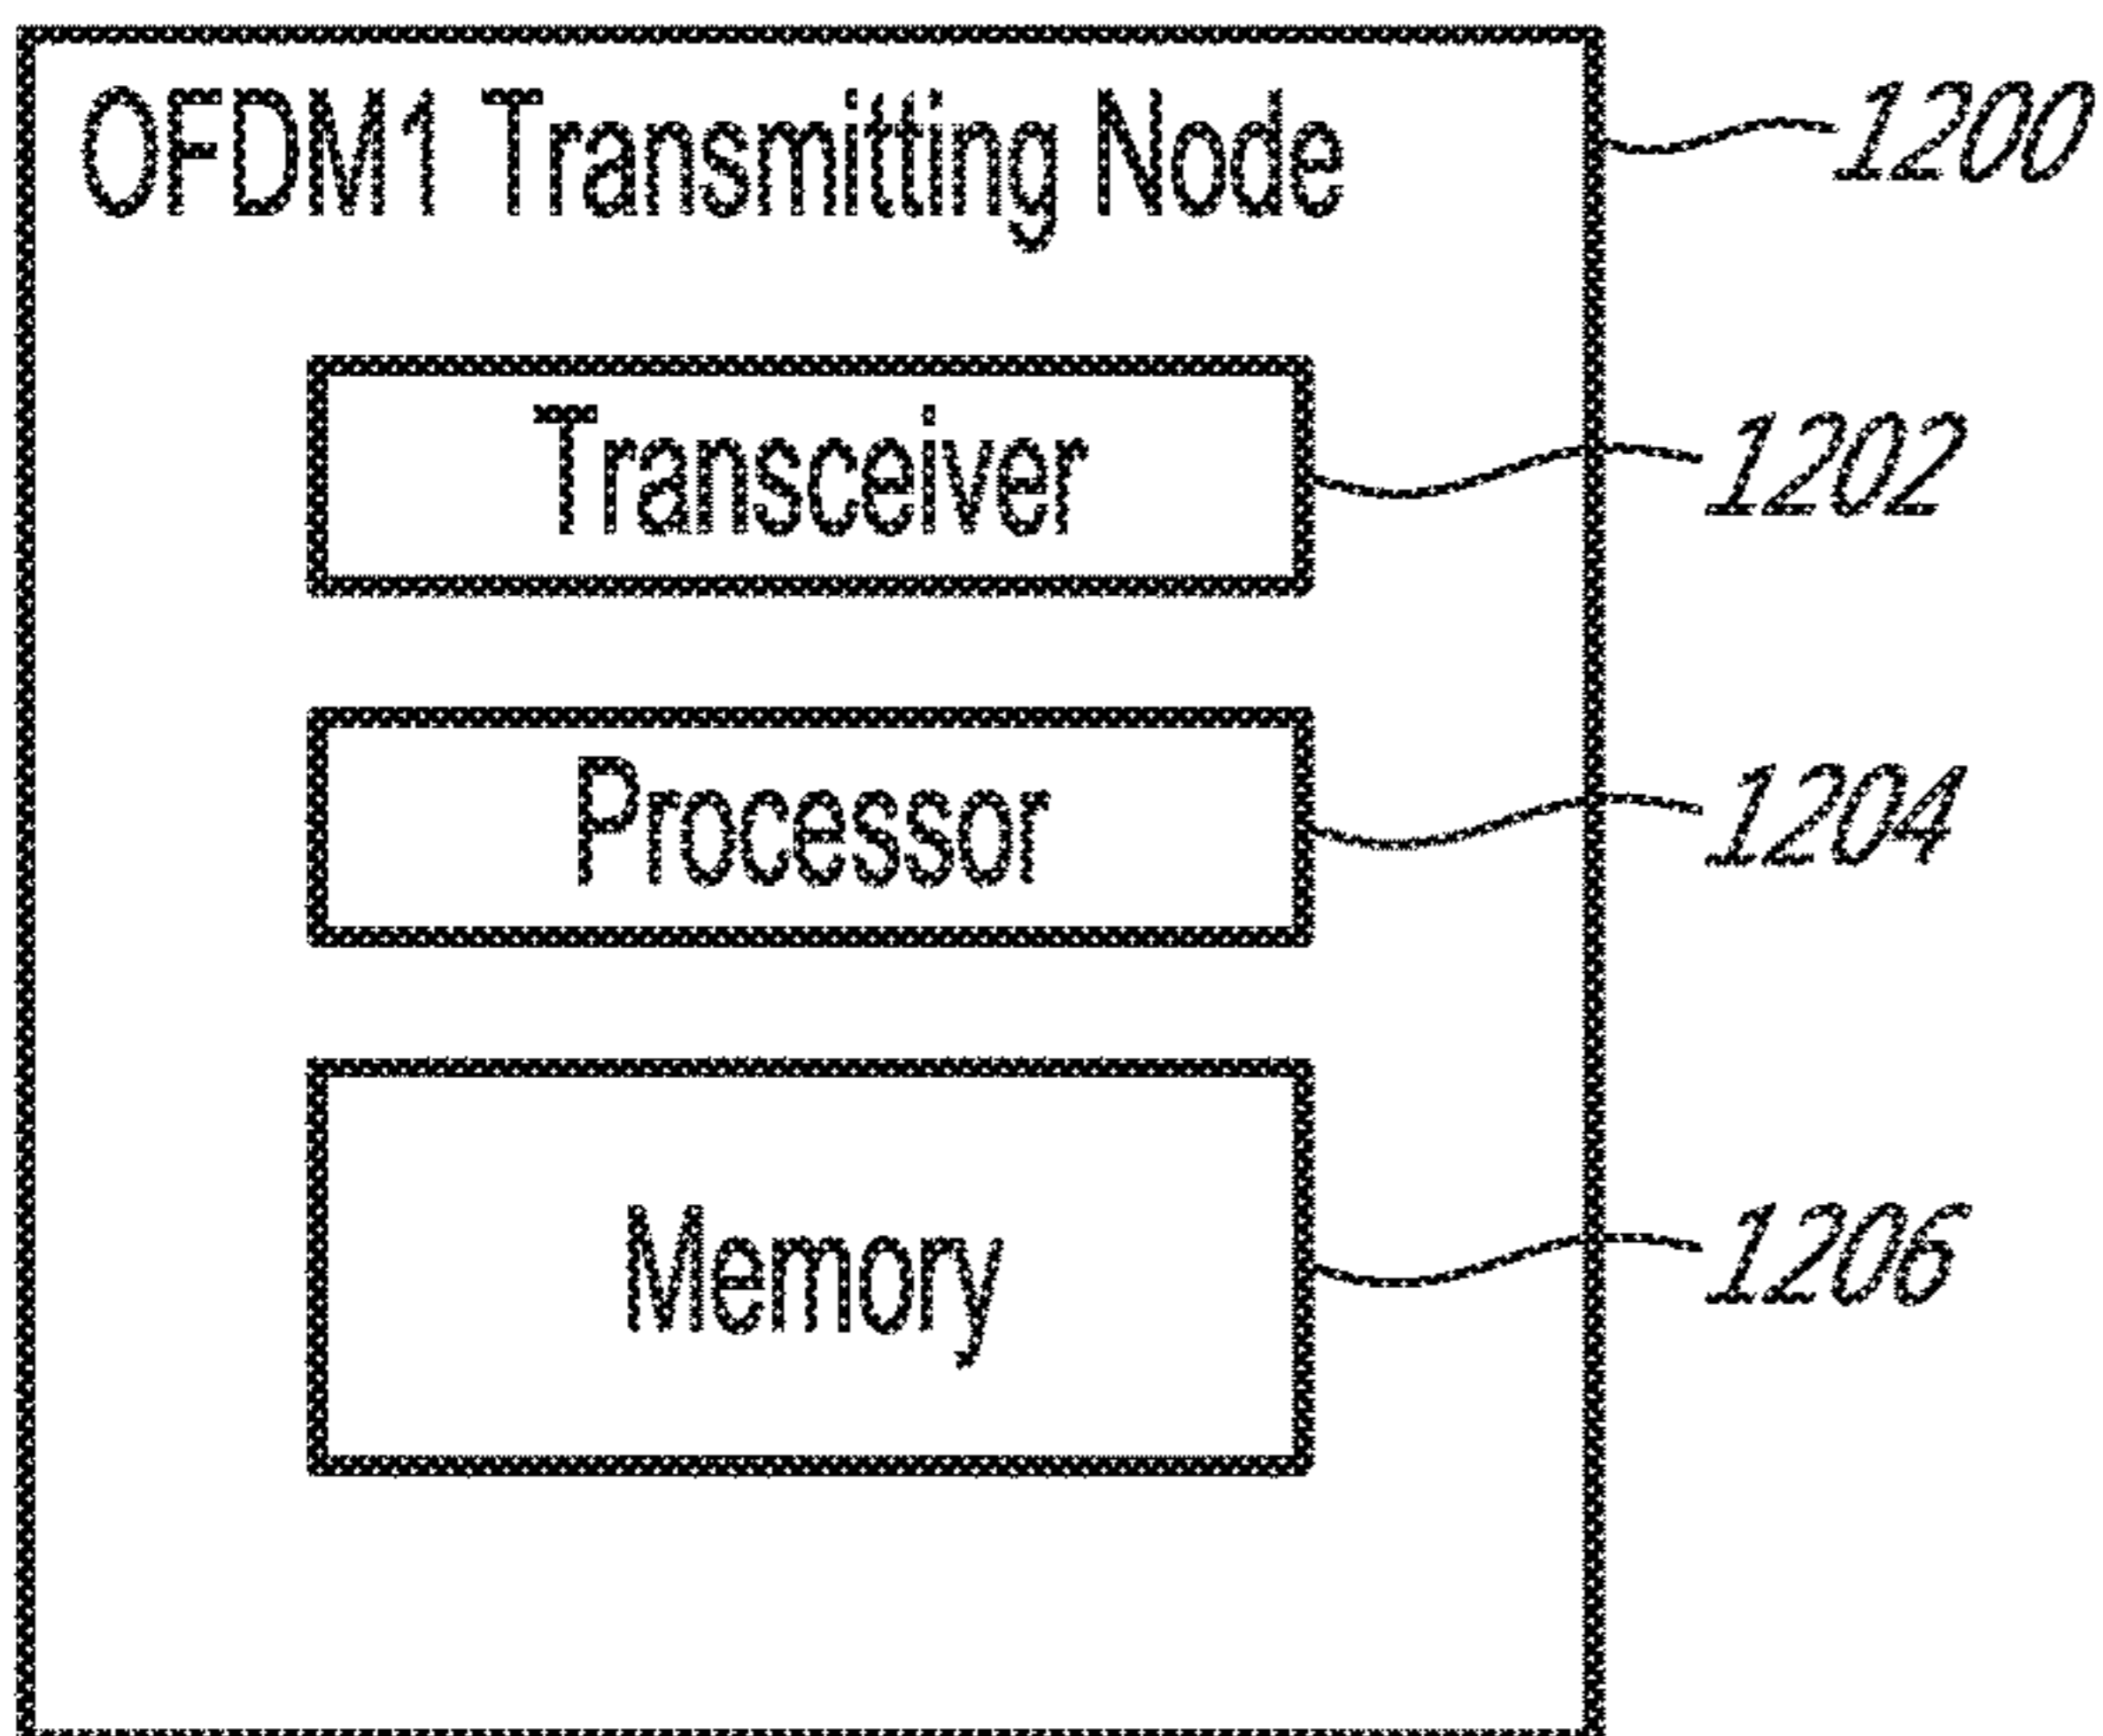 OFDM1 Transmitting Node
1200
Transceiver
1202
Processor
1204
Memory
1206